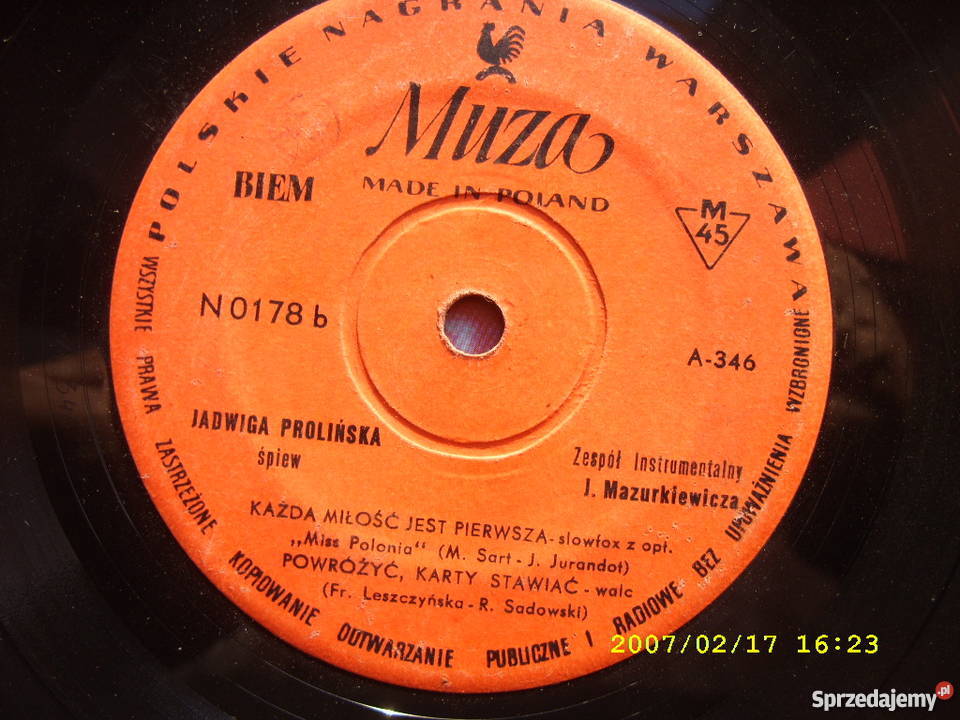 POLSKIE NAGRANIA WARSZAWA
Muza
BIEM
MADE IN POLAND
M
45
N0178 b
A-346
JADWIGA PROLIŃSKA
śpiew
Zespół Instrumentalny
J. Mazurkiewicza
KAŻDA MIŁOŚĆ JEST PIERWSZA - slowfox z opt.
„Miss Polonia" (M. Sart - J. Jurandot)
POWRÓŻYĆ, KARTY STAWIAĆ - walc
(Fr. Leszczyńska - R. Sadowski)
WSZYSTKIE PRAWA ZASTRZEŻONE KOPIOWANIE ODTWARZANIE PUBLICZNE I RADIOWE BEZ UPOWAŻNIENIA WZBRONIONE
2007/02/17 16:23
Sprzedajemy.pl